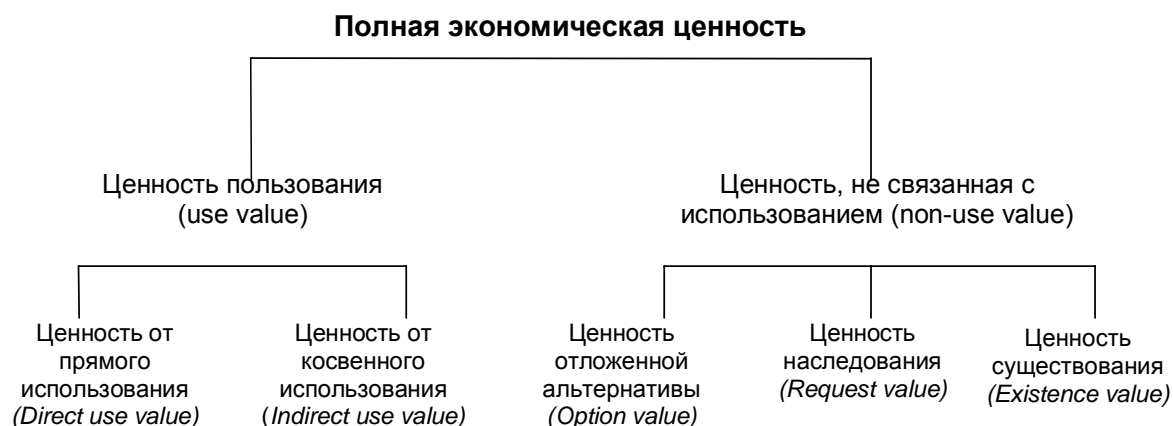 Полная экономическая ценность
Ценность пользования
(use value)
Ценность, не связанная с
использованием (non-use value)
Ценность от
прямого
использования
(Direct use value)
Ценность от
косвенного
использования
(Indirect use value)
Ценность
отложенной
альтернативы
(Option value)
Ценность
наследования
(Request value)
Ценность
существования
(Existence value)